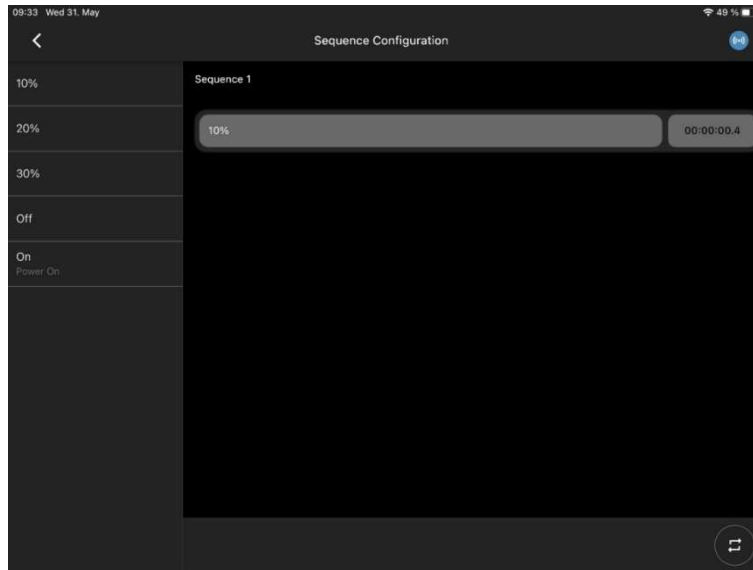 09:33 Wed 31. May
49 %
Sequence Configuration
10%
20%
30%
Off
On
Power On
Sequence 1
10%
00:00:00.4